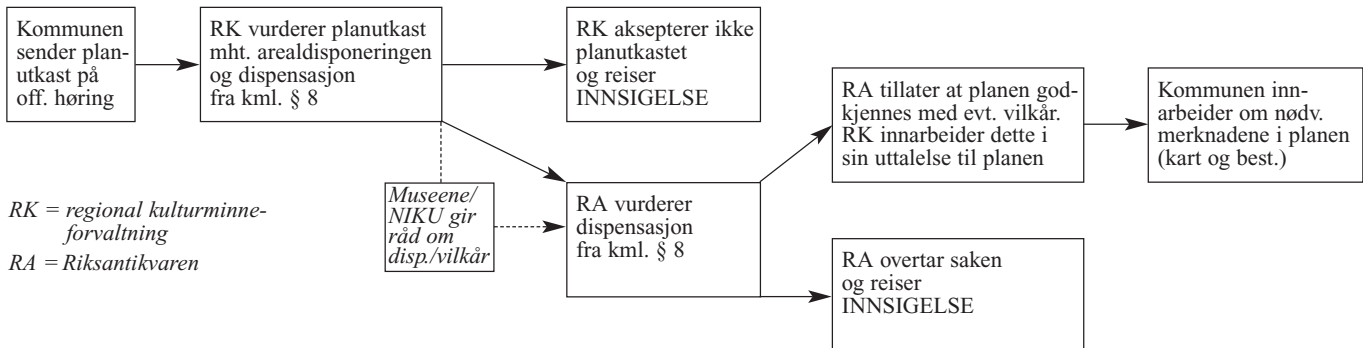 Kommunen
sender plan-
utkast på
off. høring
RK vurderer planutkast
mht. arealdisponeringen
og dispensasjon
fra kml. § 8
RK aksepterer ikke
planutkastet
og reiser
INNSIGELSE
Museene/
NIKU gir
råd om
disp./vilkår
RA vurderer
dispensasjon
fra kml. § 8
RA tillater at planen god-
kjennes med evt. vilkår.
RK innarbeider dette i
sin uttalelse til planen
Kommunen inn-
arbeider om nødv.
merknadene i planen
(kart og best.)
RA overtar saken
og reiser
INNSIGELSE
RK = regional kulturminne-
forvaltning
RA = Riksantikvaren